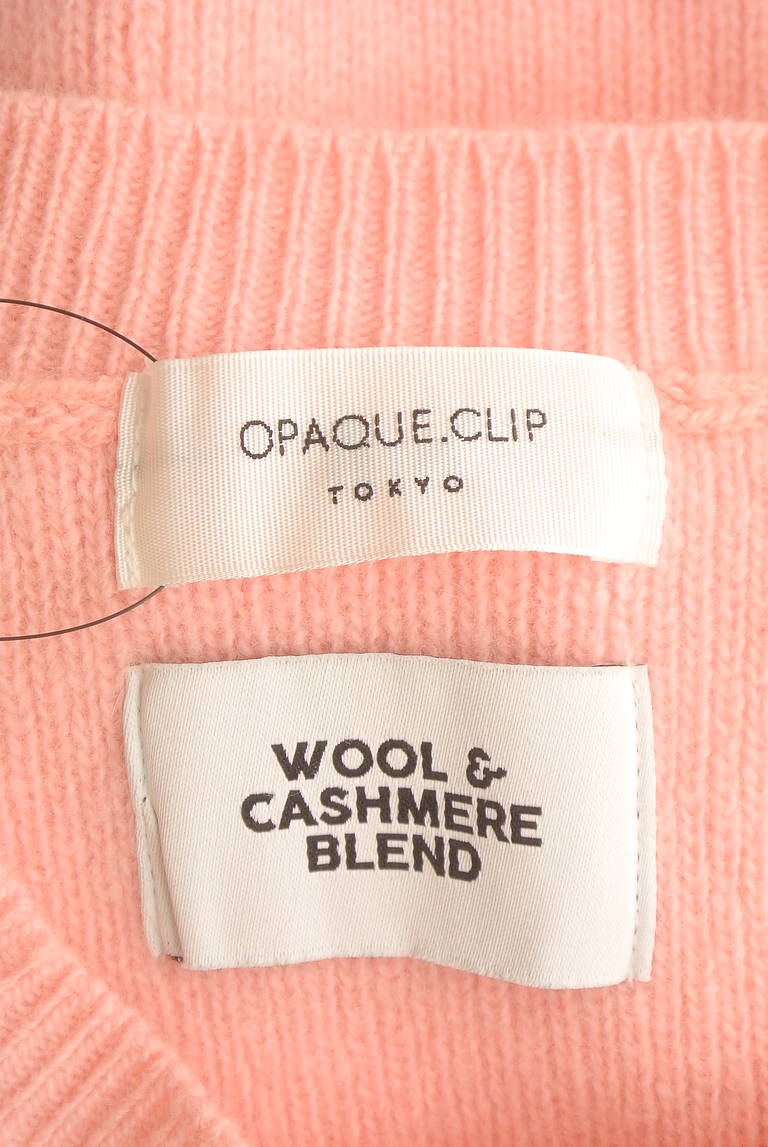 OPAQUE.CLIP
TOKYO
WOOL &
CASHMERE
BLEND